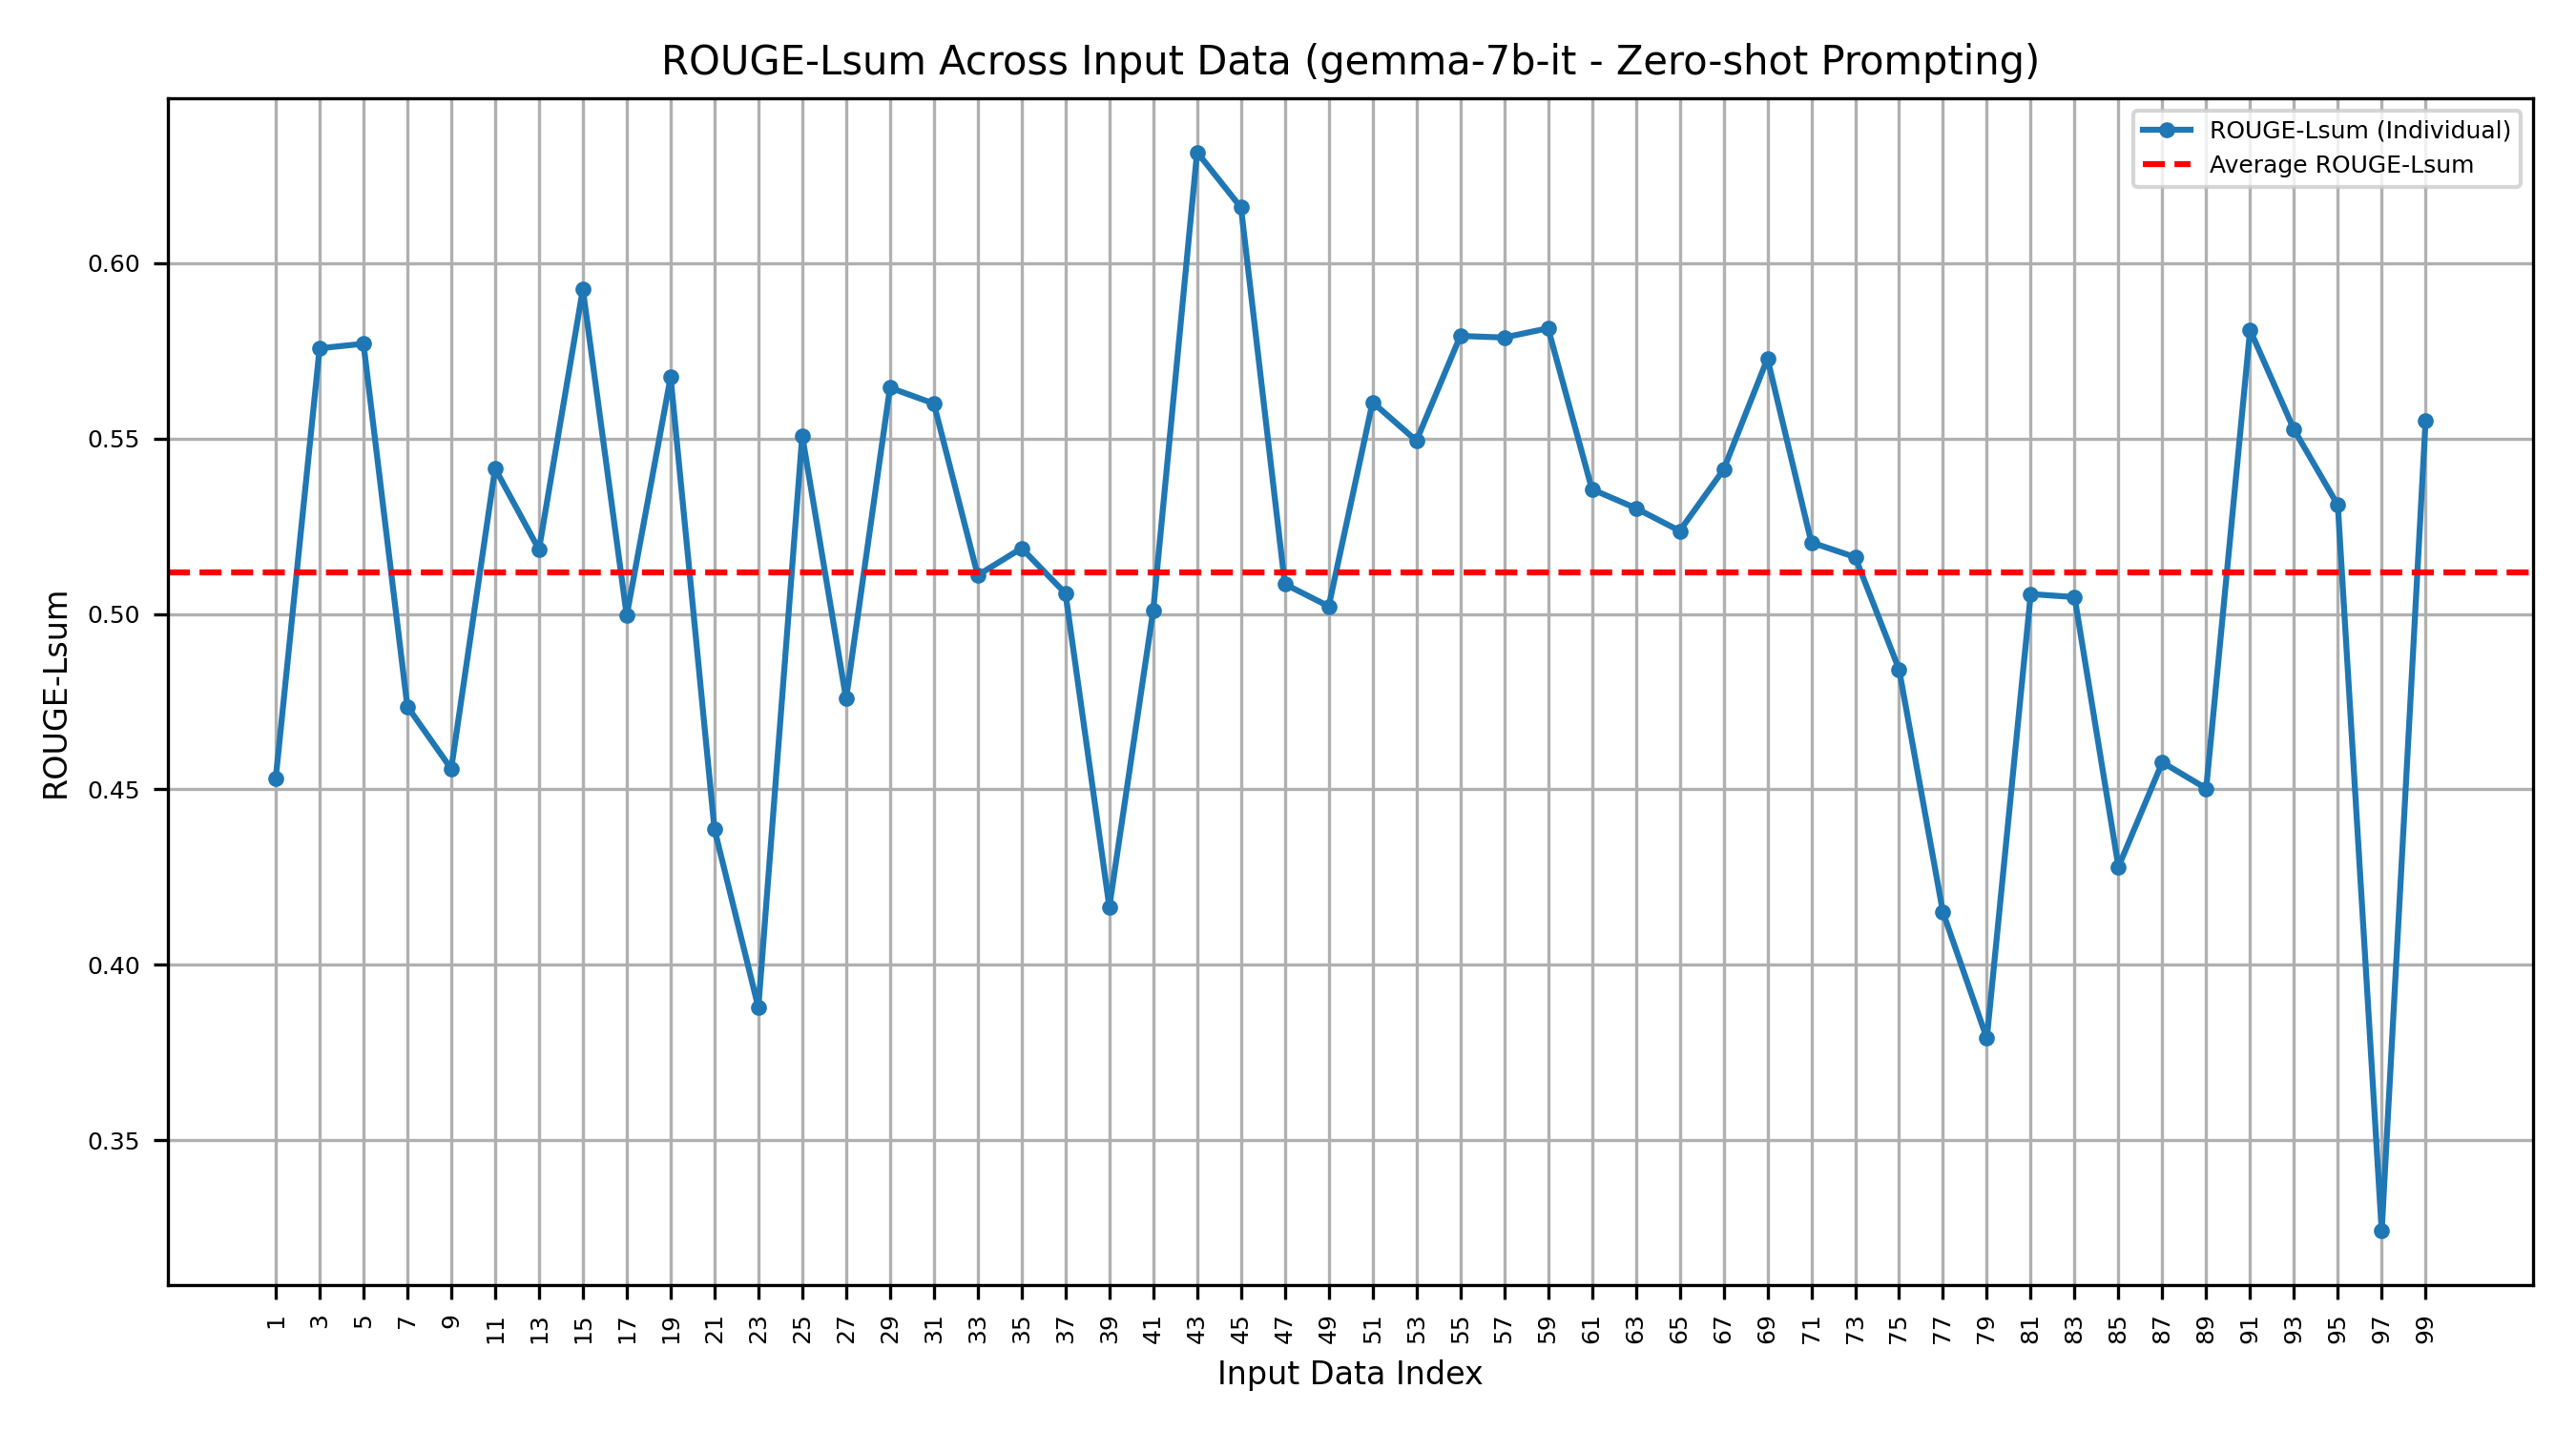 ROUGE-Lsum Across Input Data (gemma-7b-it - Zero-shot Prompting)
ROUGE-Lsum (Individual)
Average ROUGE-Lsum
ROUGE-Lsum
0.60
0.55
0.50
0.45
0.40
0.35
1 3 5 7 9 11 13 15 17 19 21 23 25 27 29 31 33 35 37 39 41 43 45 47 49 51 53 55 57 59 61 63 65 67 69 71 73 75 77 79 81 83 85 87 89 91 93 95 97 99
Input Data Index